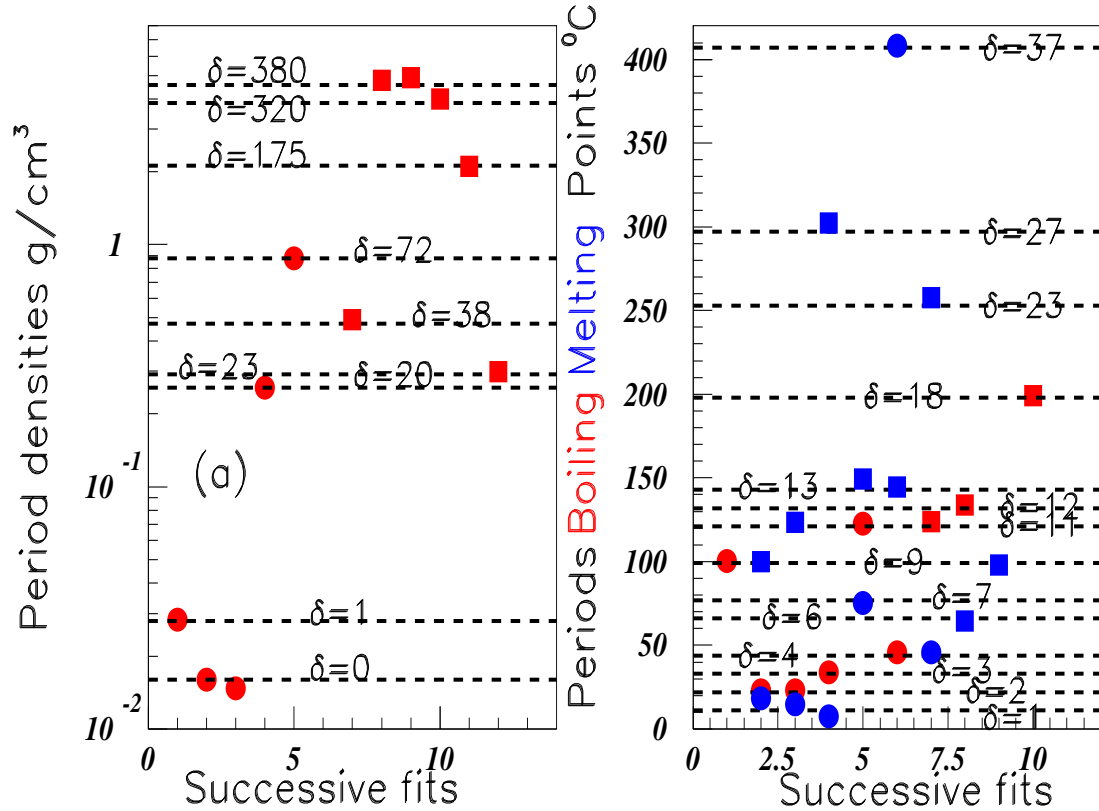 Period densities g/cm³
1
10⁻¹
10⁻²
δ=380
δ=320
δ=175
δ=72
δ=38
δ=23
δ=20
(a)
δ=1
δ=0
0
5
10
Successive fits
Periods Boiling Melting Points °C
400
350
300
250
200
150
100
50
0
δ=37
δ=27
δ=23
δ=18
δ=13
δ=12
δ=11
δ=9
δ=7
δ=6
δ=4
δ=3
δ=2
δ=1
0
2.5
5
7.5
10
Successive fits